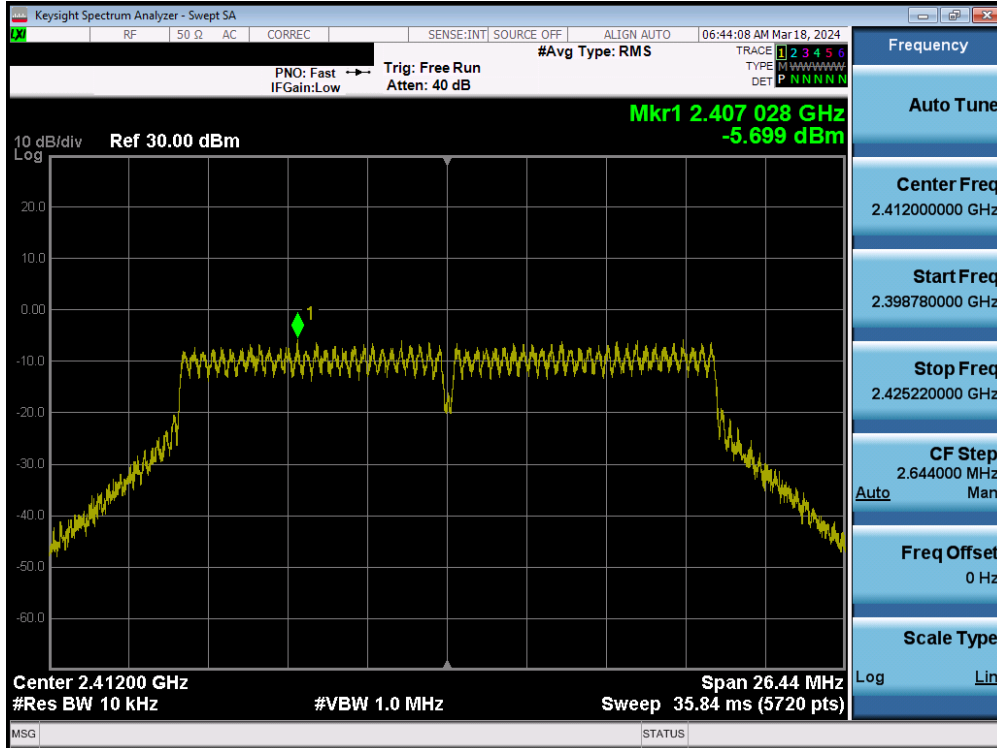 Keysight Spectrum Analyzer - Swept SA
LXI RF 50 Ω AC CORREC SENSE:INT SOURCE OFF ALIGN AUTO 06:44:08 AM Mar 18, 2024
#Avg Type: RMS
TRACE 1 2 3 4 5 6
TYPE M W W W W W
DET P N N N N N
PNO: Fast
IFGain:Low
Trig: Free Run
Atten: 40 dB
Mkr1 2.407 028 GHz
-5.699 dBm
10 dB/div
Log
Ref 30.00 dBm
20.0
10.0
0.00
-10.0
-20.0
-30.0
-40.0
-50.0
-60.0
1
Center 2.41200 GHz
Span 26.44 MHz
#Res BW 10 kHz
#VBW 1.0 MHz
Sweep 35.84 ms (5720 pts)
MSG
STATUS
Frequency
Auto Tune
Center Freq
2.412000000 GHz
Start Freq
2.398780000 GHz
Stop Freq
2.425220000 GHz
CF Step
2.644000 MHz
Auto Man
Freq Offset
0 Hz
Scale Type
Log Lin